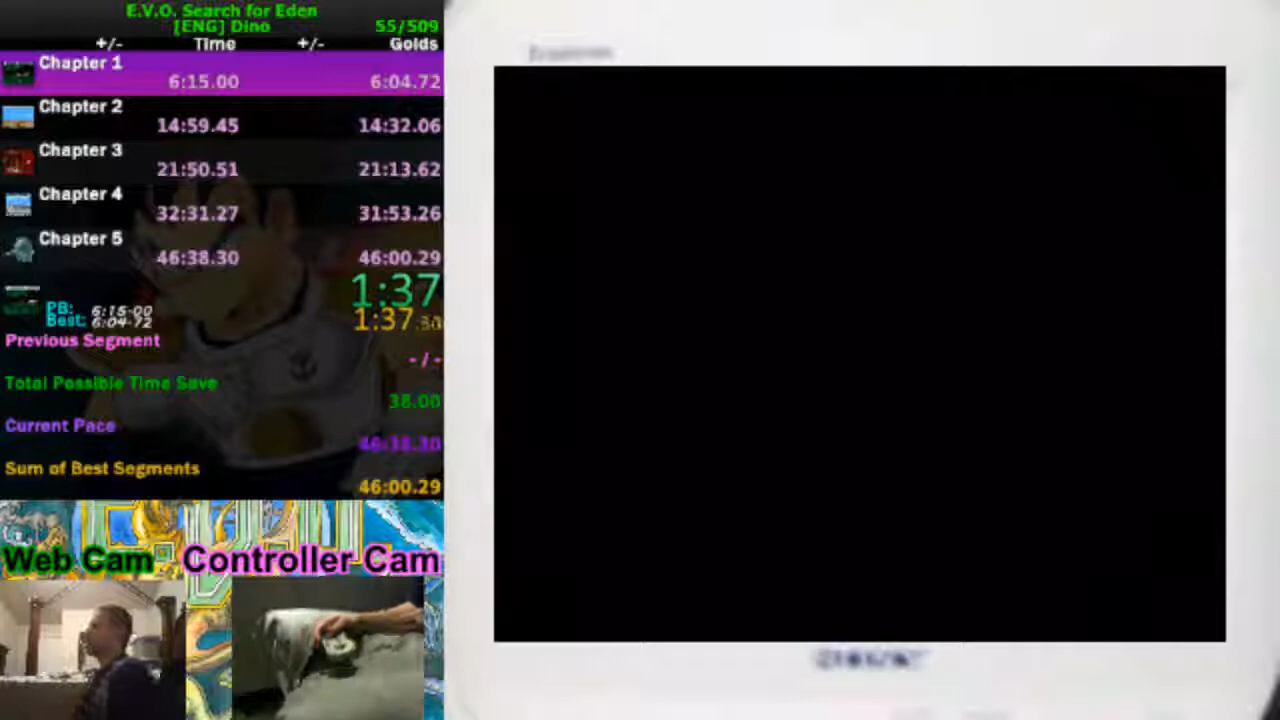 E.V.O. Search for Eden
[ENG] Dino 55/509
+/- Time +/- Golds
Chapter 1
6:15.00 6:04.72
Chapter 2
14:59.45 14:32.06
Chapter 3
21:50.51 21:13.62
Chapter 4
32:31.27 31:53.26
Chapter 5
46:38.30 46:00.29
1:37
PB: 6:15.00
Best: 6:04.72
1:37.30
Previous Segment
- / -
Total Possible Time Save
38.00
Current Pace
46:38.30
Sum of Best Segments
46:00.29
Web Cam Controller Cam